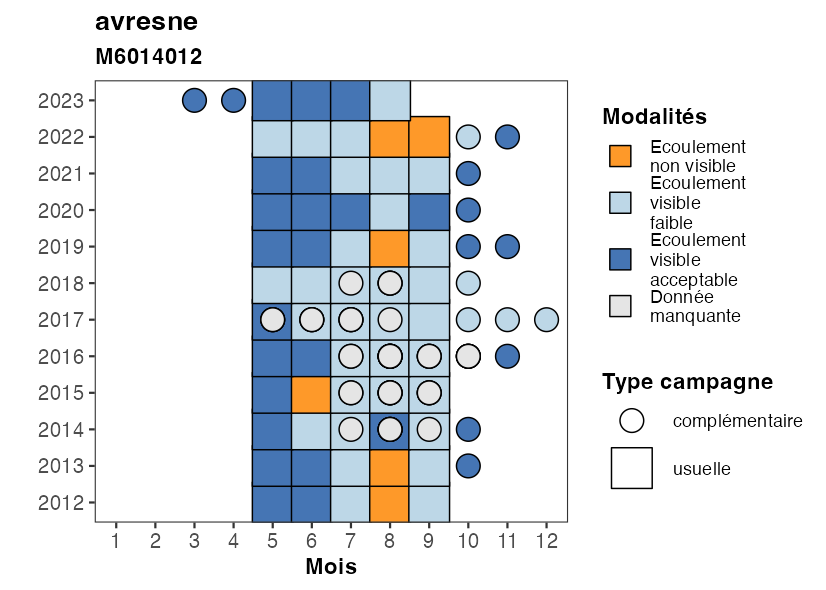 avresne
M6014012
2023
2022
2021
2020
2019
2018
2017
2016
2015
2014
2013
2012
1 2 3 4 5 6 7 8 9 10 11 12
Mois
Modalités
Ecoulement
non visible
Ecoulement
visible
faible
Ecoulement
visible
acceptable
Donnée
manquante
Type campagne
complémentaire
usuelle